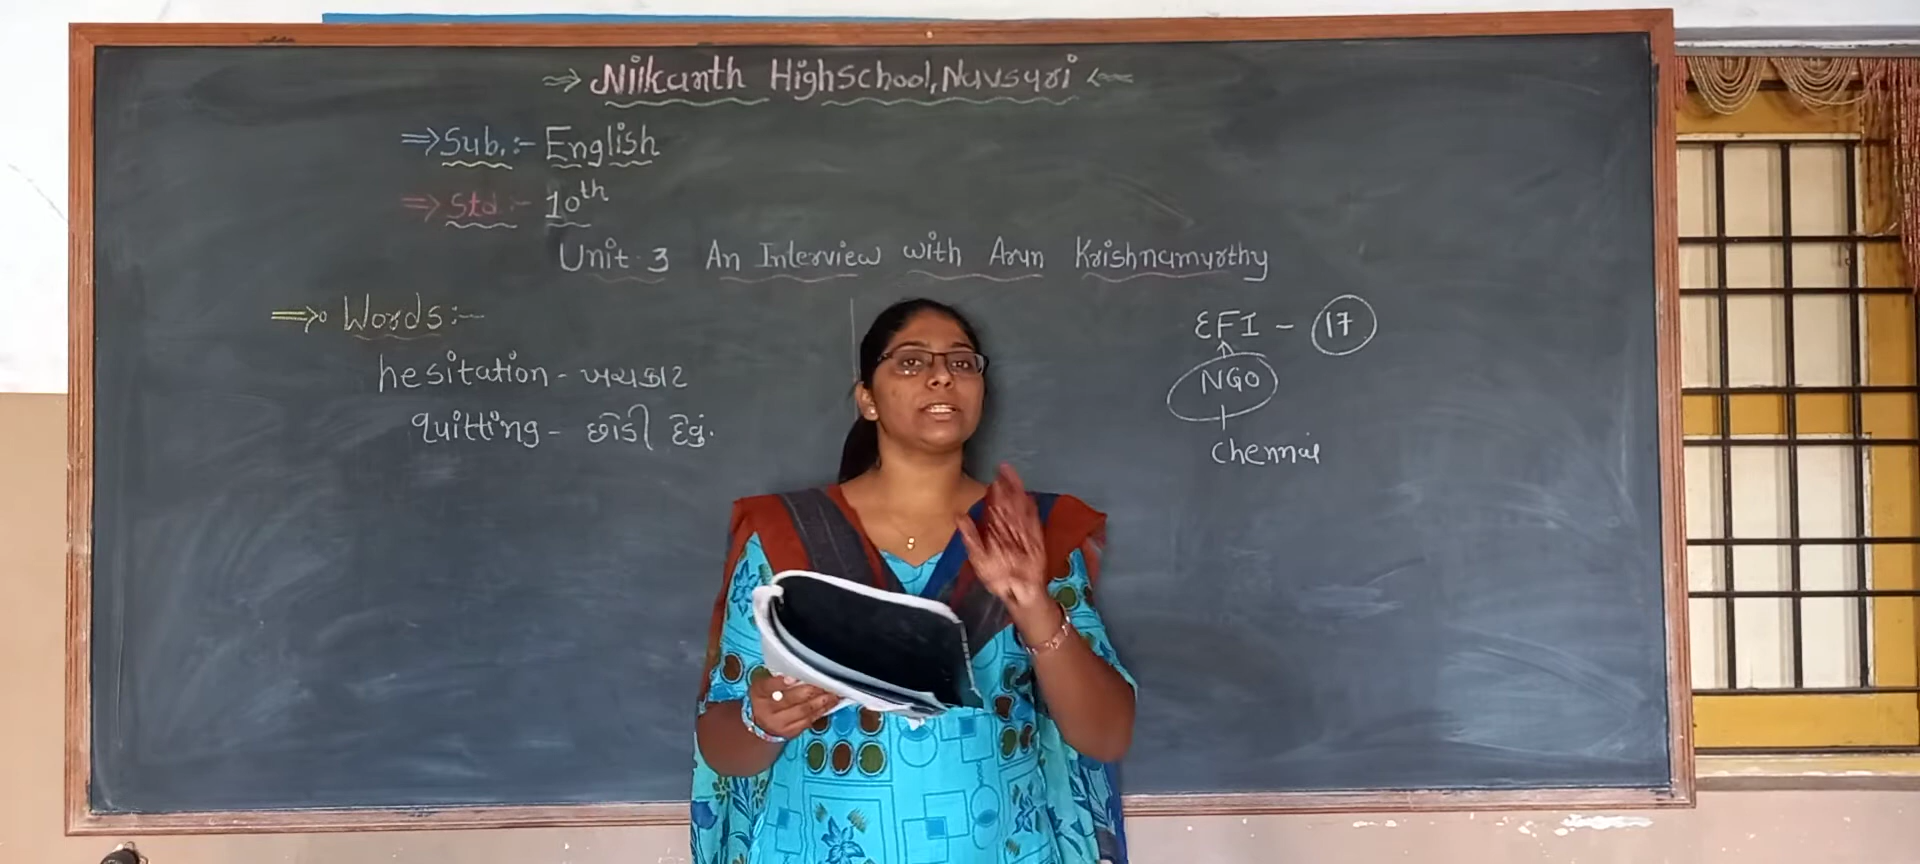 ⇒ Nilkanth HighSchool, Navsari ⇐
⇒ Sub. :- English
⇒ Std :- 10th
Unit 3 An Interview with Arun Krishnamurthy
⇒ Words :-
hesitation - ખચકાટ
quitting - છોડી દેવું.
EFI - 17
NGO
Chennai